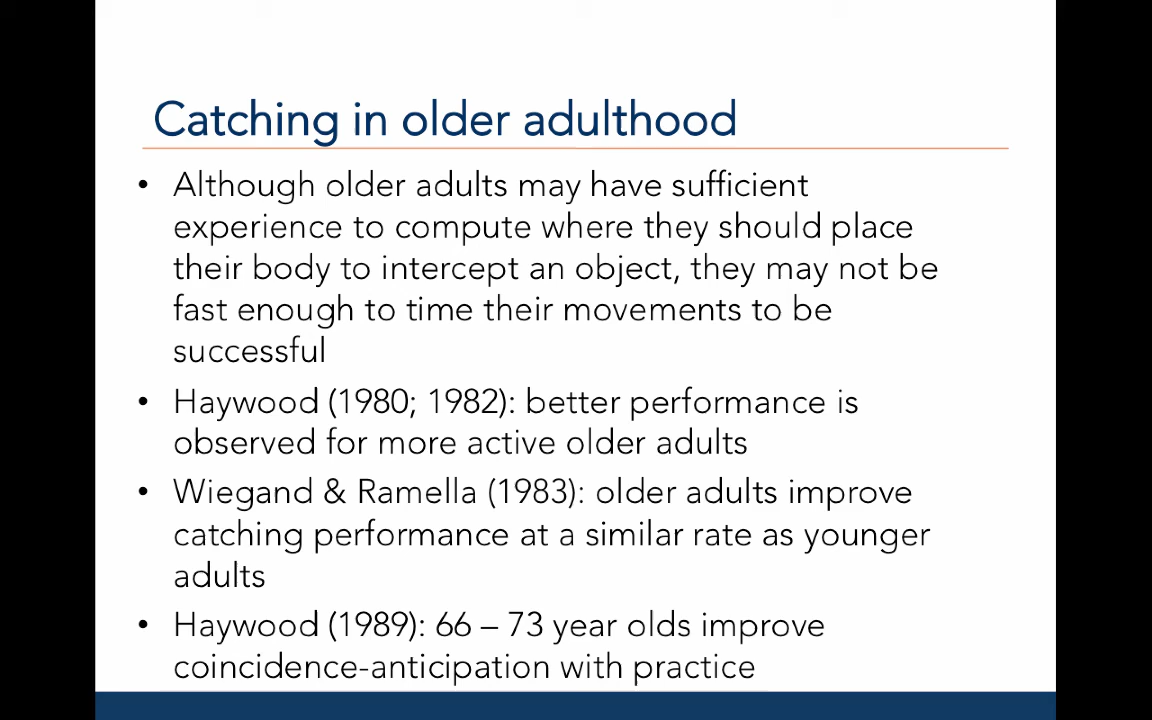 Catching in older adulthood
• Although older adults may have sufficient
experience to compute where they should place
their body to intercept an object, they may not be
fast enough to time their movements to be
successful
• Haywood (1980; 1982): better performance is
observed for more active older adults
• Wiegand & Ramella (1983): older adults improve
catching performance at a similar rate as younger
adults
• Haywood (1989): 66 – 73 year olds improve
coincidence-anticipation with practice